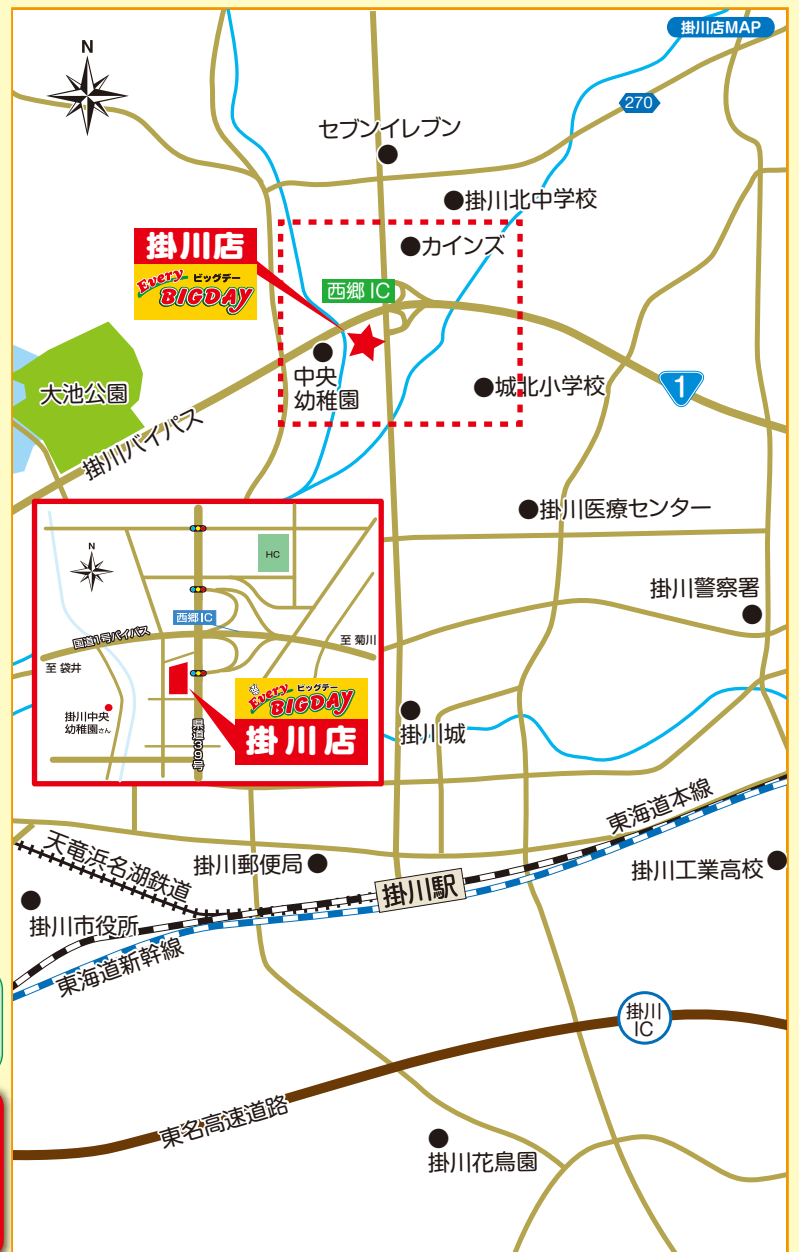 掛川店MAP
N
270
セブンイレブン
掛川北中学校
掛川店
カインズ
Every ビッグデー
BIGDAY
西郷IC
中央
幼稚園
大池公園
城北小学校
1
掛川バイパス
掛川医療センター
N
HC
掛川警察署
西郷IC
国道1号バイパス
至 菊川
至 袋井
Every ビッグデー
BIGDAY
掛川中央
幼稚園さん
掛川店
県道39号
掛川城
東海道本線
天竜浜名湖鉄道
掛川郵便局
掛川工業高校
掛川駅
掛川市役所
東海道新幹線
掛川
IC
東名高速道路
掛川花鳥園